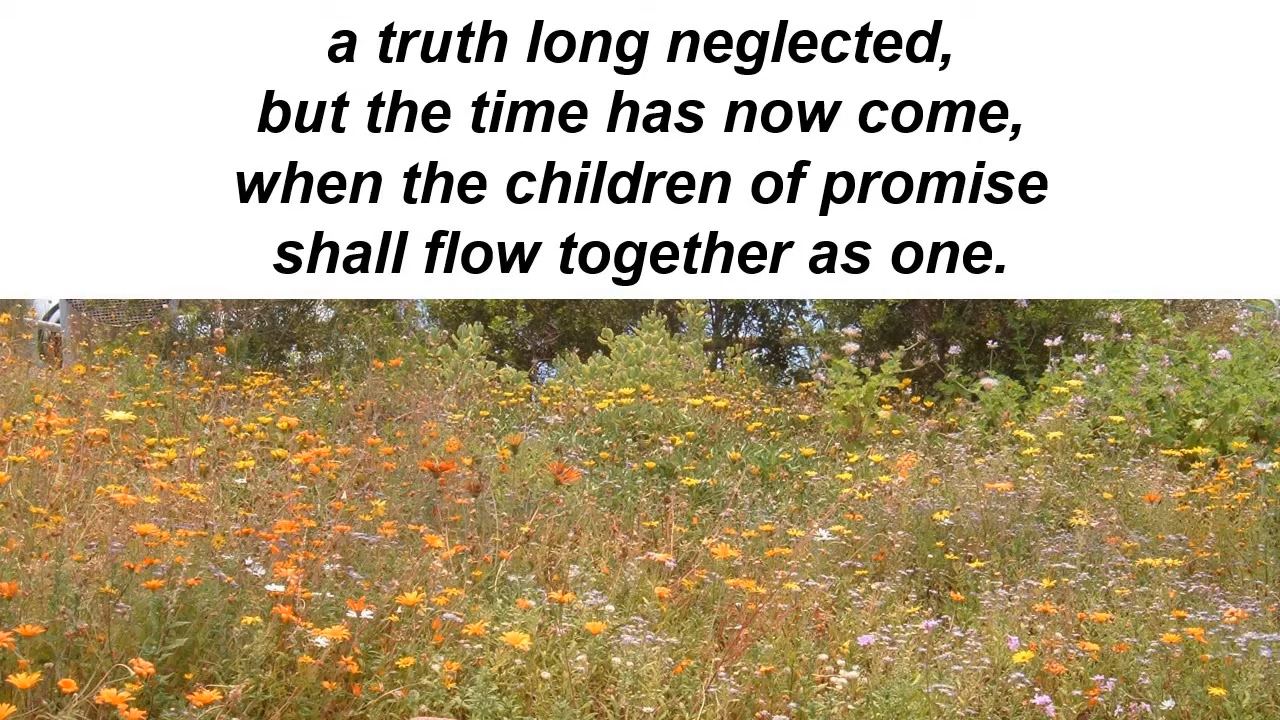 a truth long neglected,
but the time has now come,
when the children of promise
shall flow together as one.